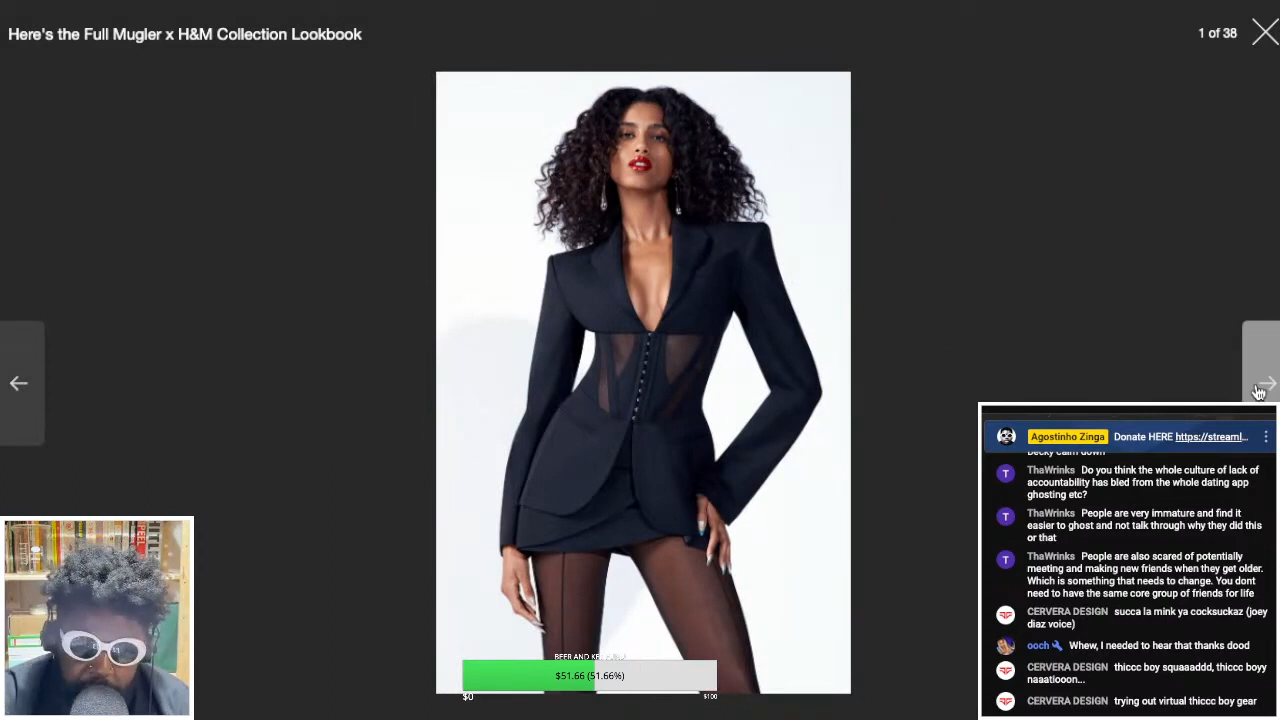 Here's the Full Mugler x H&M Collection Lookbook
1 of 38
Agostinho Zinga Donate HERE https://streaml...
Becky calm down
ThaWrinks Do you think the whole culture of lack of
accountability has bled from the whole dating app
ghosting etc?
ThaWrinks People are very immature and find it
easier to ghost and not talk through why they did this
or that
ThaWrinks People are also scared of potentially
meeting and making new friends when they get older.
Which is something that needs to change. You dont
need to have the same core group of friends for life
CERVERA DESIGN succa la mink ya cocksuckaz (joey
diaz voice)
ooch Whew, I needed to hear that thanks dood
CERVERA DESIGN thiccc boy squaaaddd, thiccc boyy
naaatiooon...
CERVERA DESIGN trying out virtual thiccc boy gear
BEER AND
$51.66 (51.66%)
$0
$100